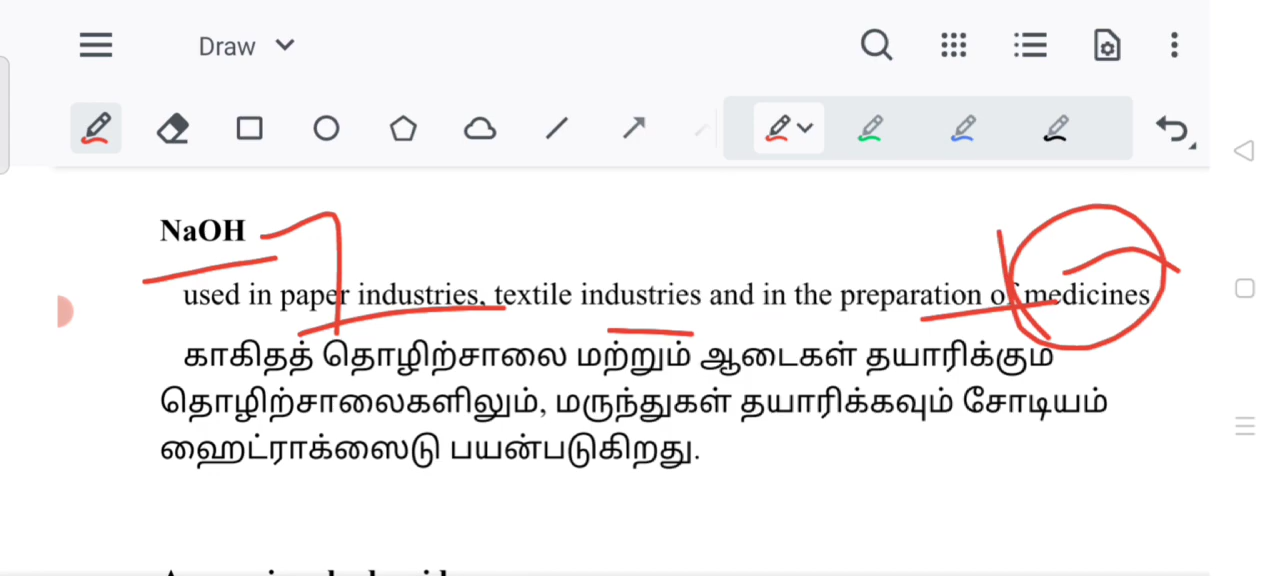 Draw
NaOH
used in paper industries, textile industries and in the preparation of medicines
காகிதத் தொழிற்சாலை மற்றும் ஆடைகள் தயாரிக்கும்
தொழிற்சாலைகளிலும், மருந்துகள் தயாரிக்கவும் சோடியம்
ஹைட்ராக்ஸைடு பயன்படுகிறது.